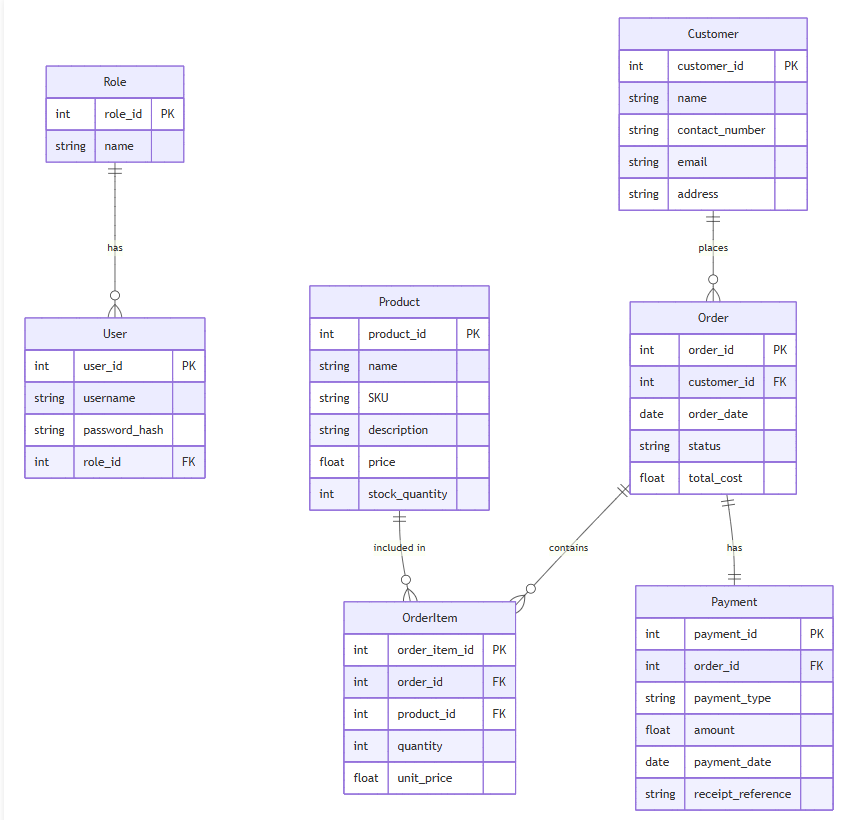 Role
int role_id PK
string name
has
User
int user_id PK
string username
string password_hash
int role_id FK
Product
int product_id PK
string name
string SKU
string description
float price
int stock_quantity
included in
OrderItem
int order_item_id PK
int order_id FK
int product_id FK
int quantity
float unit_price
Customer
int customer_id PK
string name
string contact_number
string email
string address
places
Order
int order_id PK
int customer_id FK
date order_date
string status
float total_cost
contains
has
Payment
int payment_id PK
int order_id FK
string payment_type
float amount
date payment_date
string receipt_reference